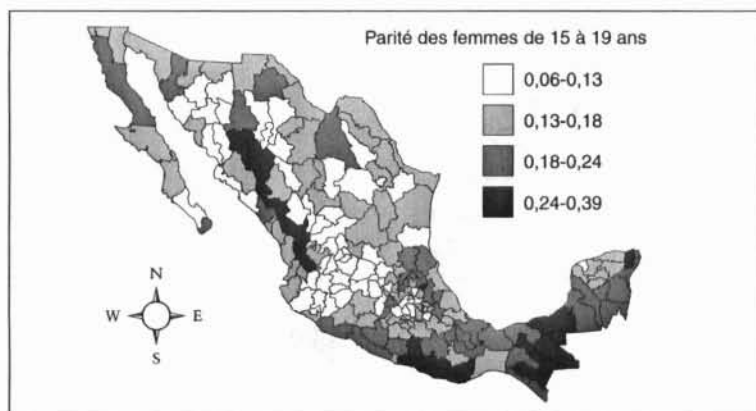 Parité des femmes de 15 à 19 ans
0,06-0,13
0,13-0,18
0,18-0,24
0,24-0,39
N
W E
S